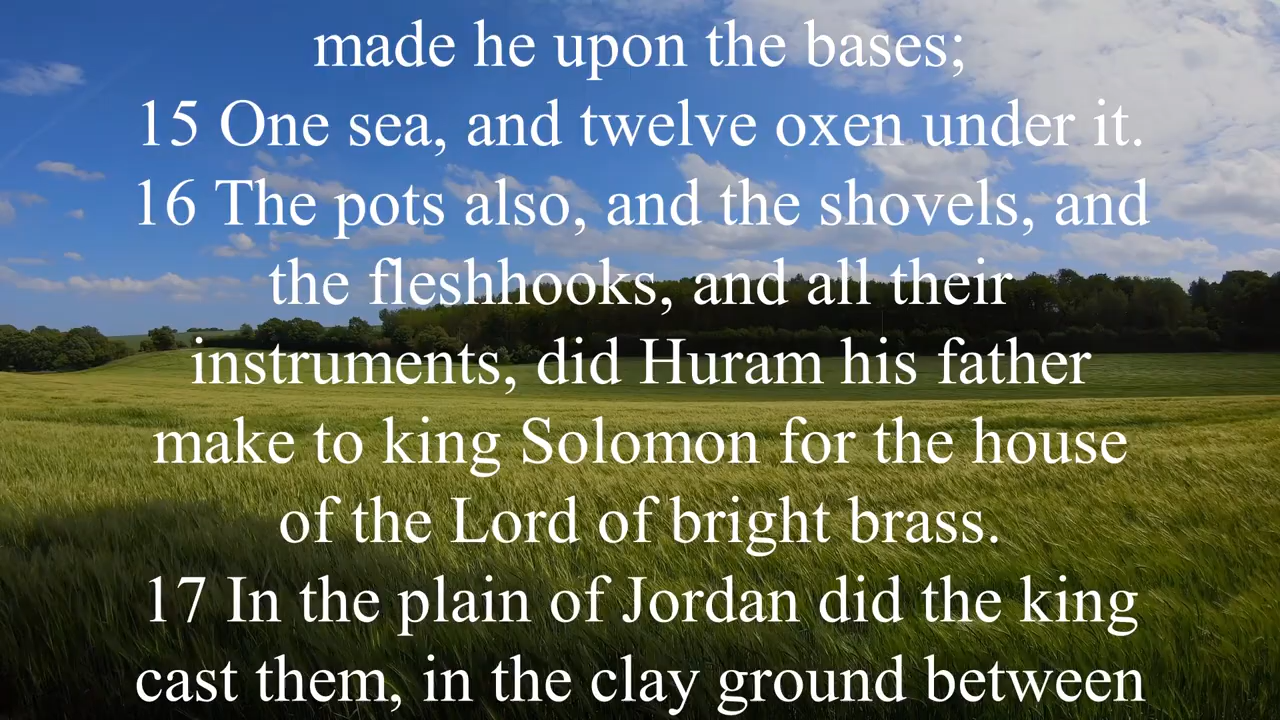 made he upon the bases;
15 One sea, and twelve oxen under it.
16 The pots also, and the shovels, and
the fleshhooks, and all their
instruments, did Huram his father
make to king Solomon for the house
of the Lord of bright brass.
17 In the plain of Jordan did the king
cast them, in the clay ground between